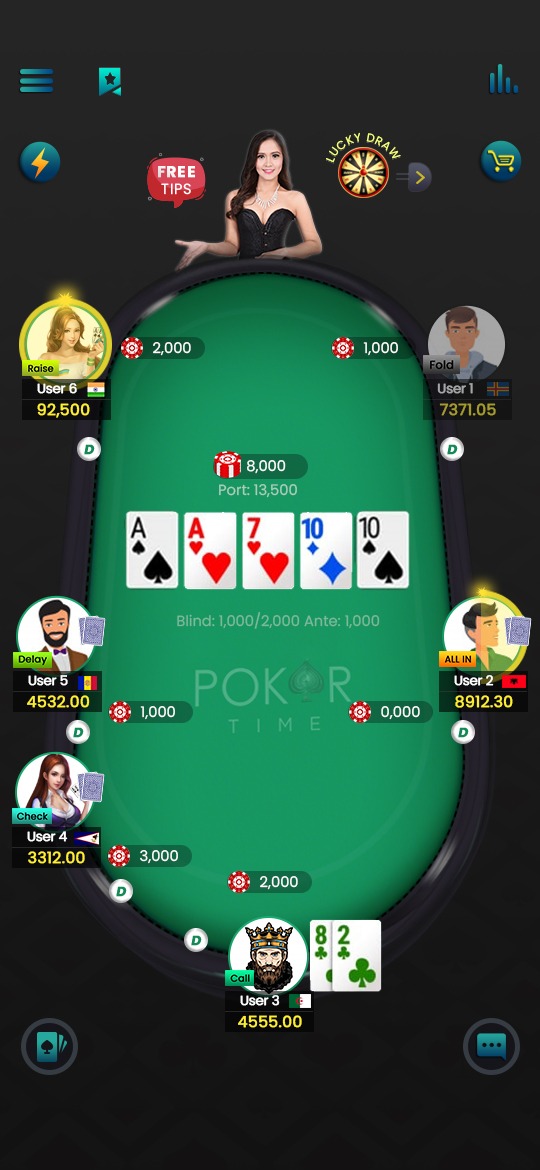 LUCKY DRAW
FREE
TIPS
2,000
1,000
Raise
Fold
User 6
User 1
92,500
7371.05
D
D
8,000
Port: 13,500
A
A
7
10
10
Blind: 1,000/2,000 Ante: 1,000
Delay
ALL IN
User 5
User 2
POKER
4532.00
8912.30
1,000
0,000
TIME
D
D
Check
User 4
3312.00
3,000
2,000
D
D
8
2
Call
User 3
4555.00